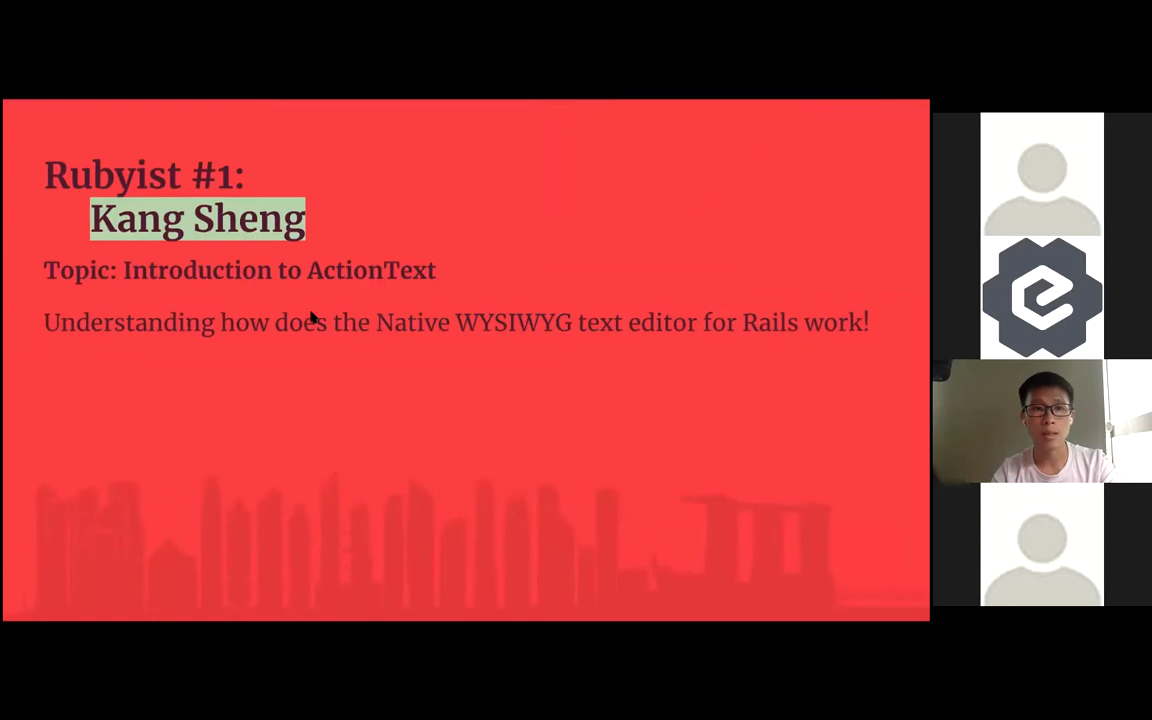 Rubyist #1:
Kang Sheng
Topic: Introduction to ActionText
Understanding how does the Native WYSIWYG text editor for Rails work!